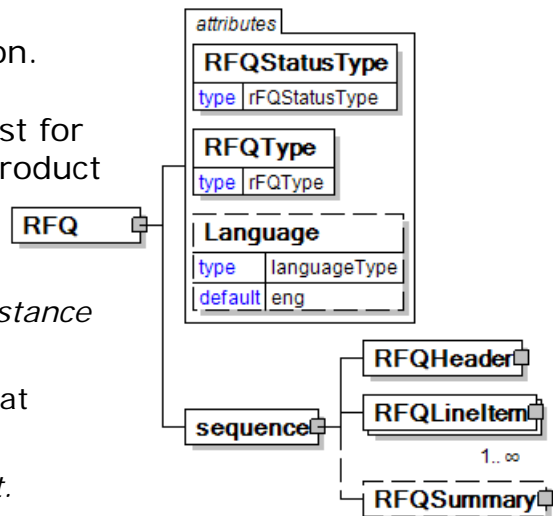 on.
st for
roduct
stance
at
t.
attributes
RFQStatusType
type rFQStatusType
RFQType
type rFQType
Language
type languageType
default eng
RFQ
sequence
RFQHeader
RFQLineItem
1.. ∞
RFQSummary